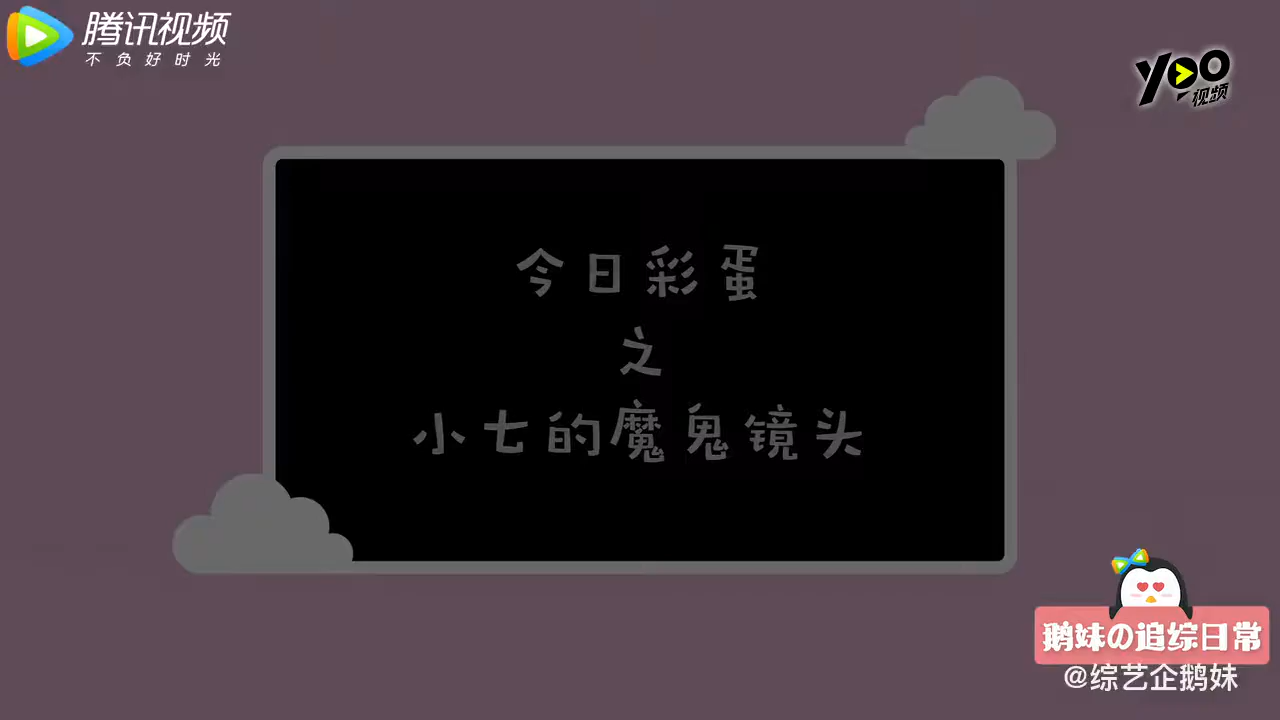 腾讯视频
不负好时光
yoo
视频
今日彩蛋
之
小七的魔鬼镜头
鹅妹の追综日常
@综艺企鹅妹